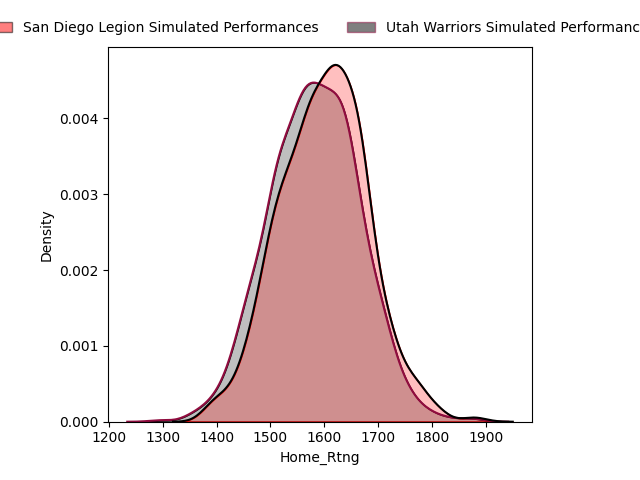 San Diego Legion Simulated Performances
Utah Warriors Simulated Performanc
0.004
0.003
0.002
0.001
0.000
Density
1200 1300 1400 1500 1600 1700 1800 1900
Home_Rtng